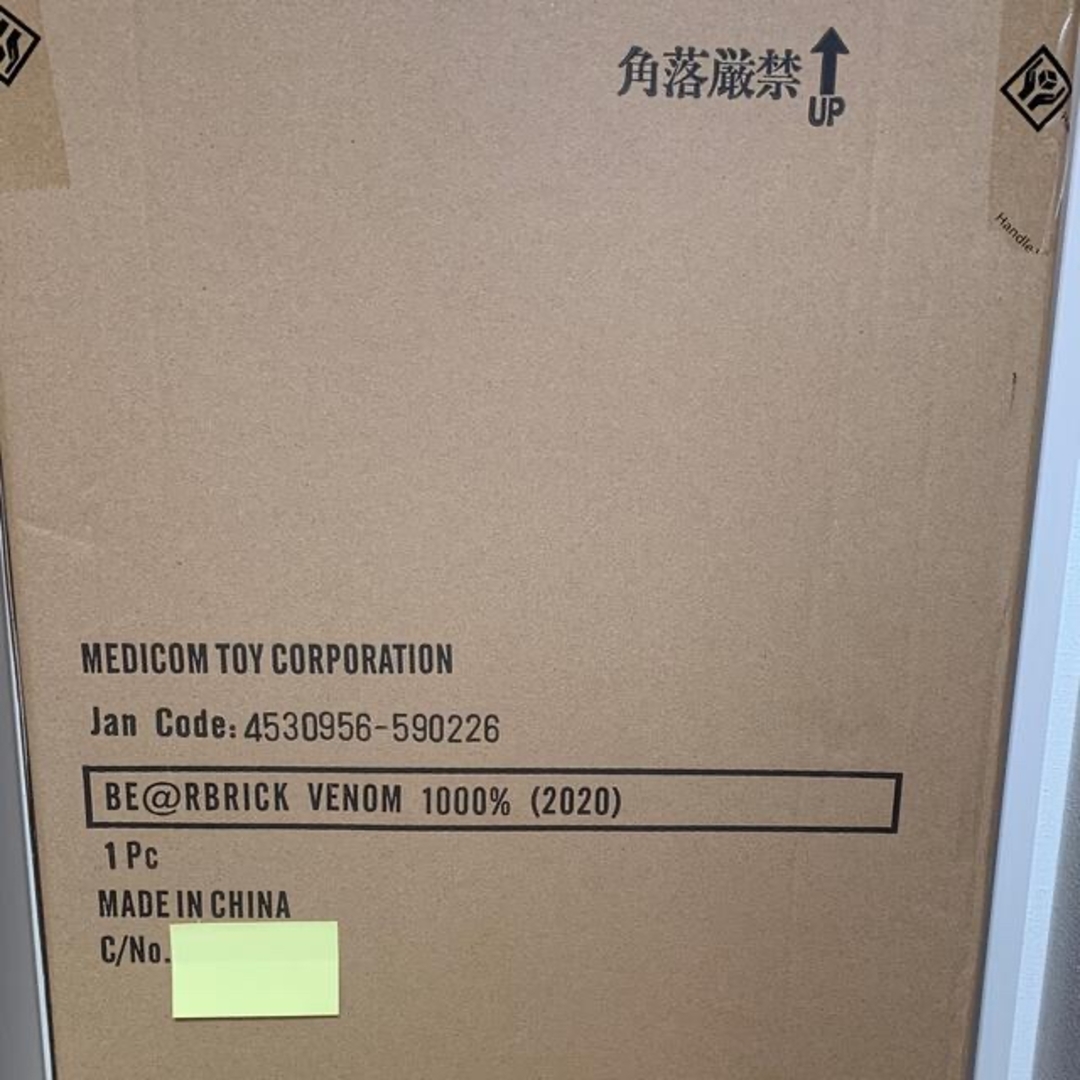 角落厳禁
UP
Handle
MEDICOM TOY CORPORATION
Jan Code: 4530956-590226
BE@RBRICK VENOM 1000% (2020)
1 Pc
MADE IN CHINA
C/No.